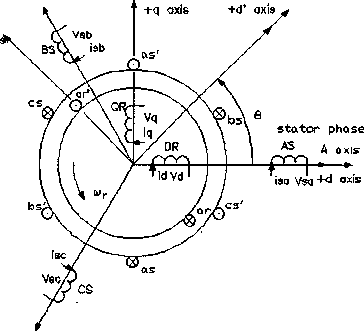 +q axis
+d' axis
Vsb
isb
BS
as'
ar'
QR
cs
Vq
Iq
bs
θ
stator phase
DR
AS
A axis
+d axis
Id Vd
isa Vsa
ωr
bs'
ar
cs'
Isc
Vsc
CS
as